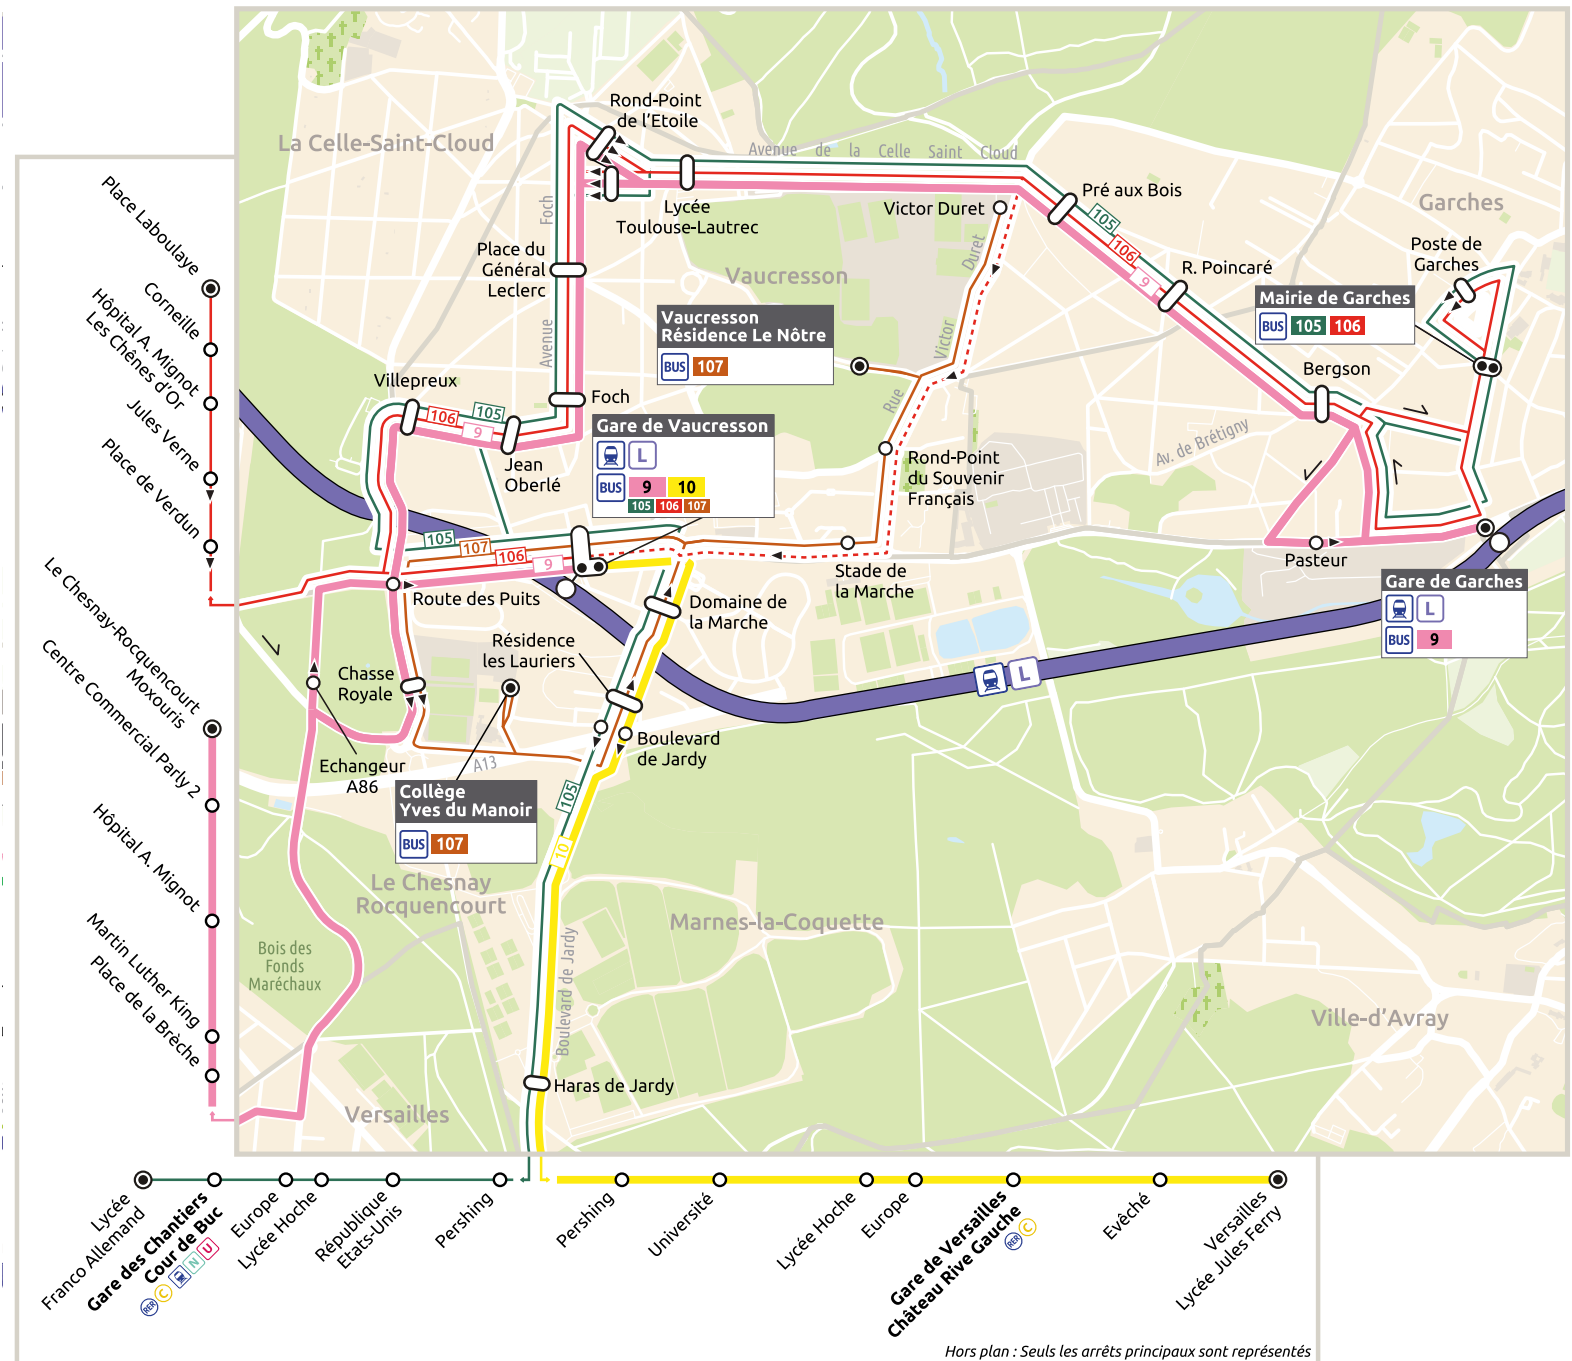 Rond-Point
de l'Etoile
La Celle-Saint-Cloud
Avenue de la Celle Saint Cloud
Place Laboulaye
Corneille
Hôpital A. Mignot
Les Chênes d'Or
Jules Verne
Place de Verdun
Lycée
Toulouse-Lautrec
Victor Duret
Pré aux Bois
105
106
9
Garches
Poste de
Garches
Foch
Avenue
Place du
Général
Leclerc
Vaucresson
Duret
Victor
Rue
R. Poincaré
Mairie de Garches
BUS 105 106
Vaucresson
Résidence Le Nôtre
BUS 107
Bergson
Villepreux
106
105
9
Foch
Jean
Oberlé
Gare de Vaucresson
L
BUS 9 10
105 106 107
Rond-Point
du Souvenir
Français
Av. de Brétigny
105
107
106
9
Pasteur
Stade de
la Marche
Route des Puits
Domaine de
la Marche
Gare de Garches
L
BUS 9
L
Résidence
les Lauriers
Chasse
Royale
Boulevard
de Jardy
Echangeur
A86
A13
Collège
Yves du Manoir
BUS 107
105
10
Le Chesnay-Rocquencourt
Moxouris
Centre Commercial Parly 2
Hôpital A. Mignot
Martin Luther King
Place de la Brèche
Le Chesnay
Rocquencourt
Marnes-la-Coquette
Bois des
Fonds
Maréchaux
Boulevard de Jardy
Ville-d'Avray
Haras de Jardy
Versailles
Lycée
Franco Allemand
Gare des Chantiers
Cour de Buc
RER C N U
Europe
Lycée Hoche
République
Etats-Unis
Pershing
Pershing
Université
Lycée Hoche
Europe
Gare de Versailles
Château Rive Gauche
RER C
Evêché
Versailles
Lycée Jules Ferry
Hors plan : Seuls les arrêts principaux sont représentés